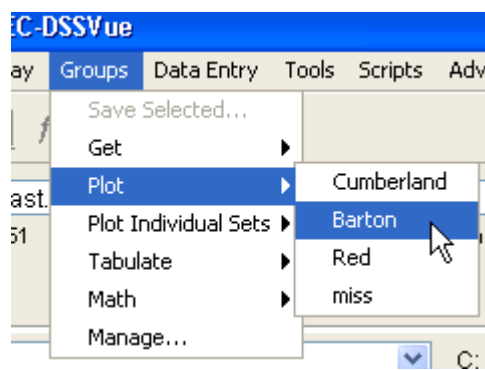 EC-DSSVue
ay Groups Data Entry Tools Scripts Adv
Save Selected...
Get
Plot
Cumberland
ast.
Plot Individual Sets
Barton
51
Tabulate
Red
Math
miss
Manage...
C: